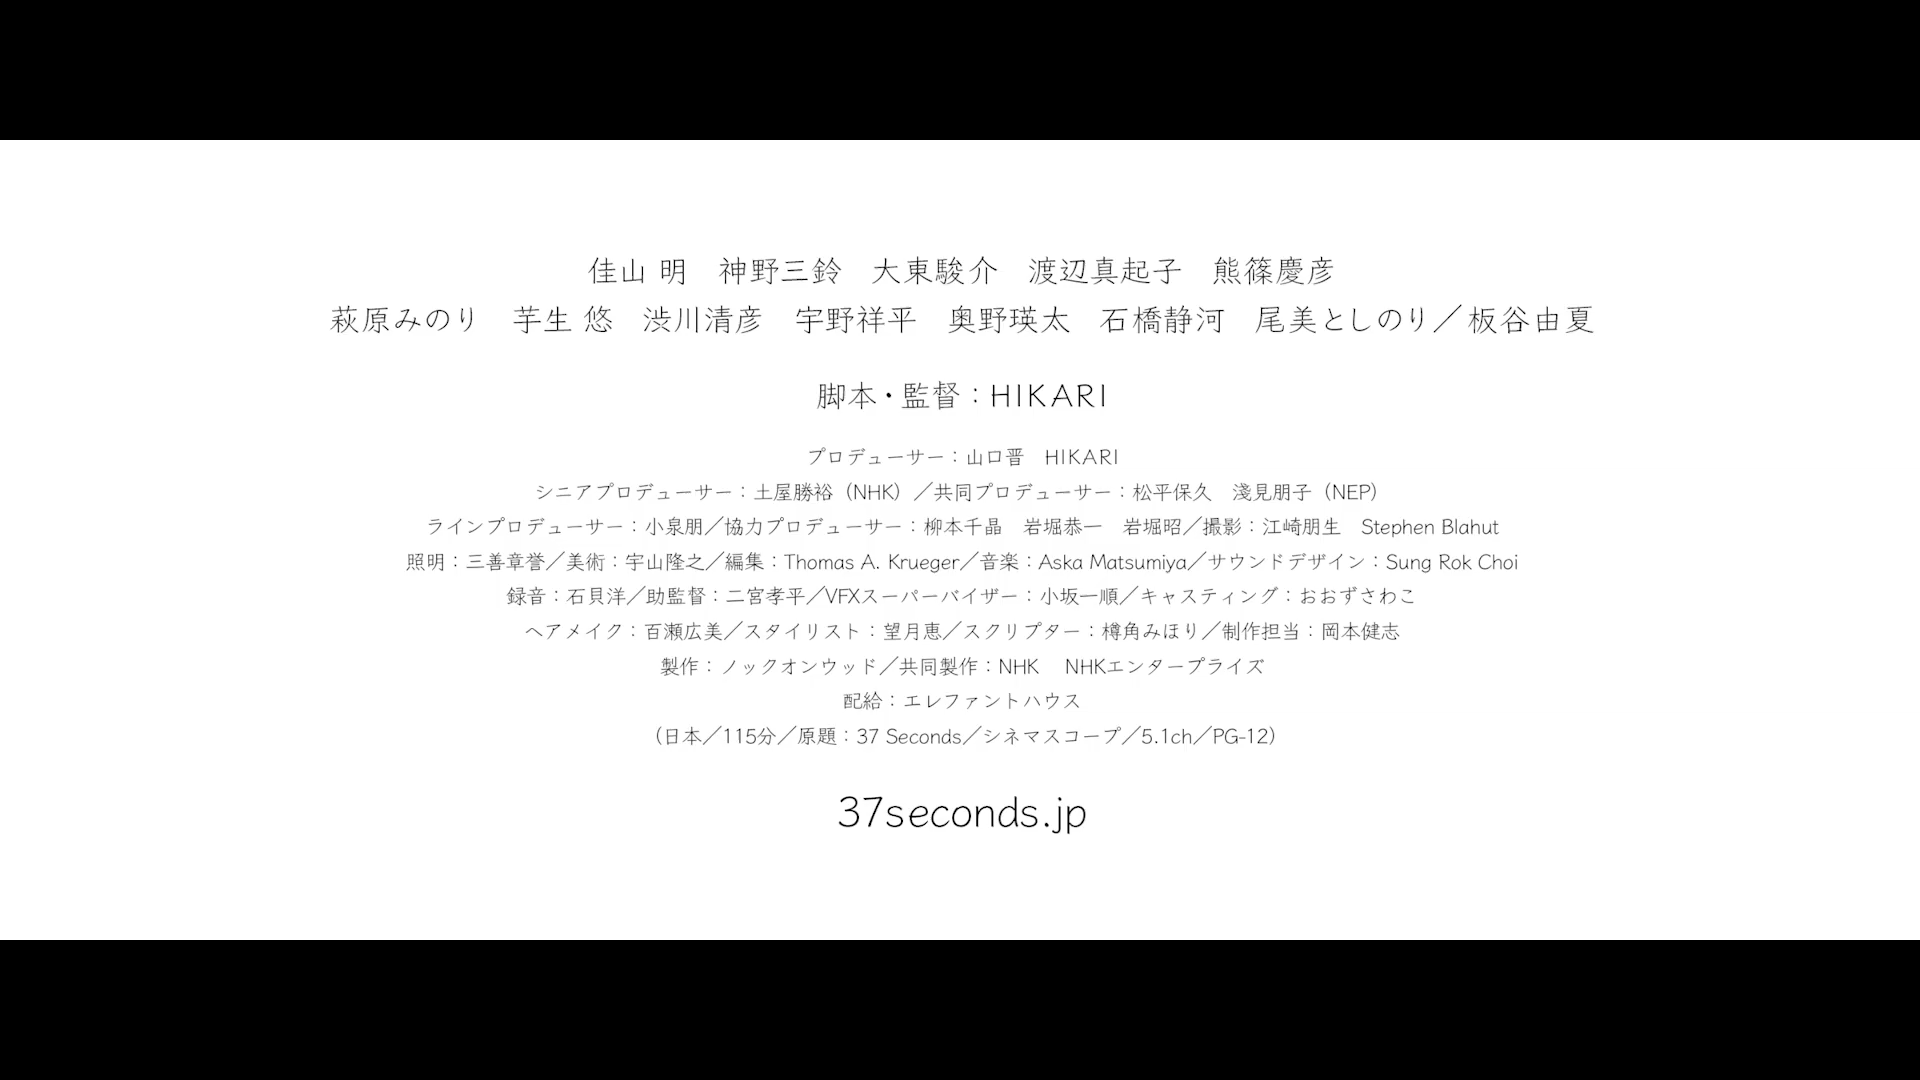 佳山 明　神野三鈴　大東駿介　渡辺真起子　熊篠慶彦
萩原みのり　芋生 悠　渋川清彦　宇野祥平　奥野瑛太　石橋静河　尾美としのり／板谷由夏
脚本・監督：HIKARI
プロデューサー：山口晋　HIKARI
シニアプロデューサー：土屋勝裕（NHK）／共同プロデューサー：松平保久　淺見朋子（NEP）
ラインプロデューサー：小泉朋／協力プロデューサー：柳本千晶　岩堀恭一　岩堀昭／撮影：江崎朋生　Stephen Blahut
照明：三善章誉／美術：宇山隆之／編集：Thomas A. Krueger／音楽：Aska Matsumiya／サウンドデザイン：Sung Rok Choi
録音：石貝洋／助監督：二宮孝平／VFXスーパーバイザー：小坂一順／キャスティング：おおずさわこ
ヘアメイク：百瀬広美／スタイリスト：望月恵／スクリプター：樽角みほり／制作担当：岡本健志
製作：ノックオンウッド／共同製作：NHK　NHKエンタープライズ
配給：エレファントハウス
（日本／115分／原題：37 Seconds／シネマスコープ／5.1ch／PG-12）
37seconds.jp